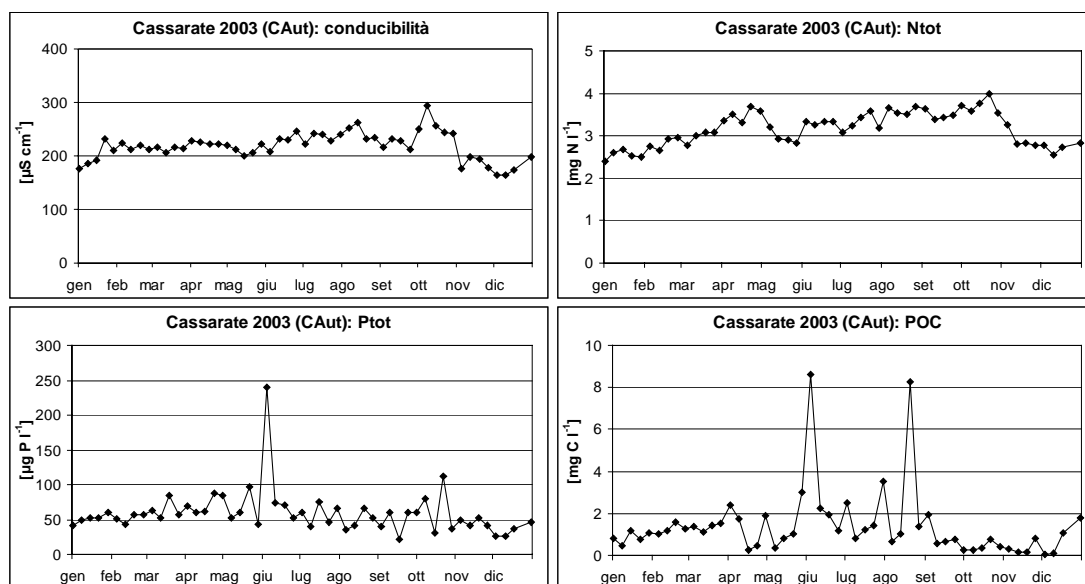 Cassarate 2003 (CAut): conducibilità
[µS cm-1]
400
300
200
100
0
gen feb mar apr mag giu lug ago set ott nov dic
Cassarate 2003 (CAut): Ntot
[mg N l-1]
5
4
3
2
1
0
gen feb mar apr mag giu lug ago set ott nov dic
Cassarate 2003 (CAut): Ptot
[µg P l-1]
300
250
200
150
100
50
0
gen feb mar apr mag giu lug ago set ott nov dic
Cassarate 2003 (CAut): POC
[mg C l-1]
10
8
6
4
2
0
gen feb mar apr mag giu lug ago set ott nov dic